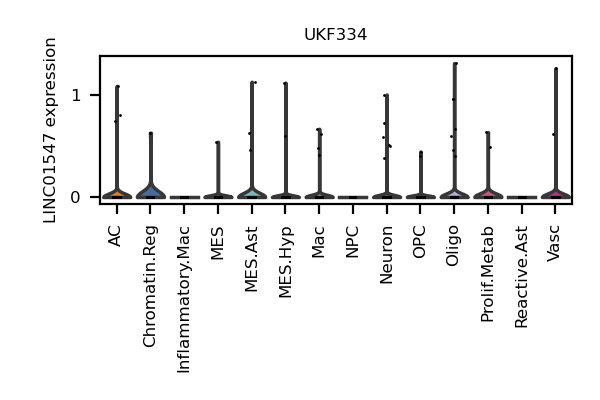 UKF334
LINC01547 expression
1
0
AC
Chromatin.Reg
Inflammatory.Mac
MES
MES.Ast
MES.Hyp
Mac
NPC
Neuron
OPC
Oligo
Prolif.Metab
Reactive.Ast
Vasc